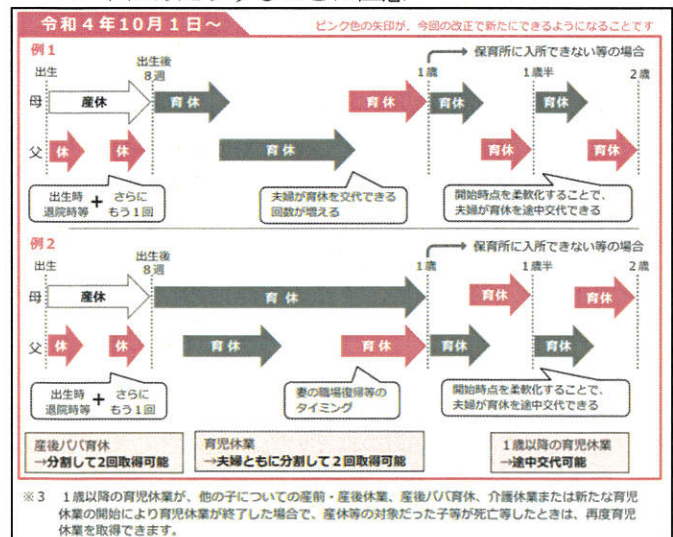 令和４年１０月１日～
ピンク色の矢印が、今回の改正で新たにできるようになることです
例１
保育所に入所できない等の場合
出生
出生後
８週
１歳
１歳半
２歳
母
産休
育休
育休
育休
育休
父
休
休
育休
育休
育休
出生時
退院時等
＋
さらに
もう１回
夫婦が育休を交代できる
回数が増える
開始時点を柔軟化することで、
夫婦が育休を途中交代できる
例２
保育所に入所できない等の場合
出生
出生後
８週
１歳
１歳半
２歳
母
産休
育休
育休
育休
父
休
休
育休
育休
育休
育休
出生時
退院時等
＋
さらに
もう１回
妻の職場復帰等の
タイミング
開始時点を柔軟化することで、
夫婦が育休を途中交代できる
産後パパ育休
→分割して2回取得可能
育児休業
→夫婦ともに分割して２回取得可能
１歳以降の育児休業
→途中交代可能
※３　１歳以降の育児休業が、他の子についての産前・産後休業、産後パパ育休、介護休業または新たな育児
休業の開始により育児休業が終了した場合で、産休等の対象だった子等が死亡等したときは、再度育児
休業を取得できます。